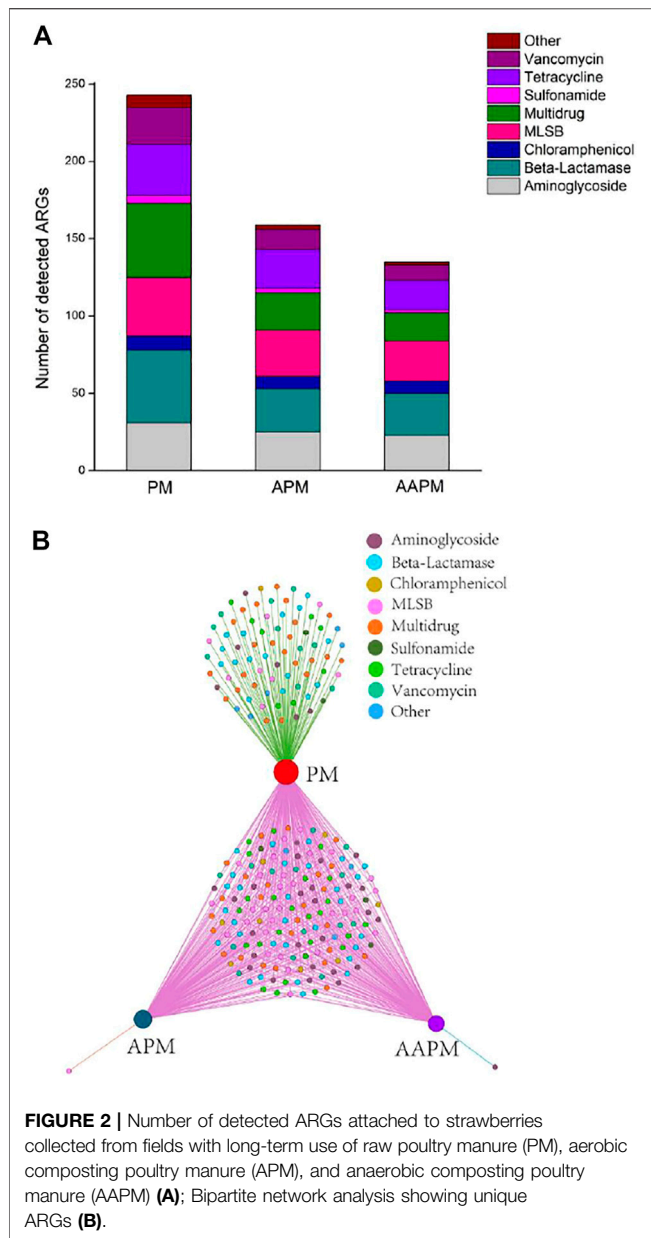 A
Other
Vancomycin
Tetracycline
Sulfonamide
Multidrug
MLSB
Chloramphenicol
Beta-Lactamase
Aminoglycoside
Number of detected ARGs
250
200
150
100
50
0
PM
APM
AAPM
B
Aminoglycoside
Beta-Lactamase
Chloramphenicol
MLSB
Multidrug
Sulfonamide
Tetracycline
Vancomycin
Other
PM
APM
AAPM
FIGURE 2 | Number of detected ARGs attached to strawberries
collected from fields with long-term use of raw poultry manure (PM), aerobic
composting poultry manure (APM), and anaerobic composting poultry
manure (AAPM) (A); Bipartite network analysis showing unique
ARGs (B).